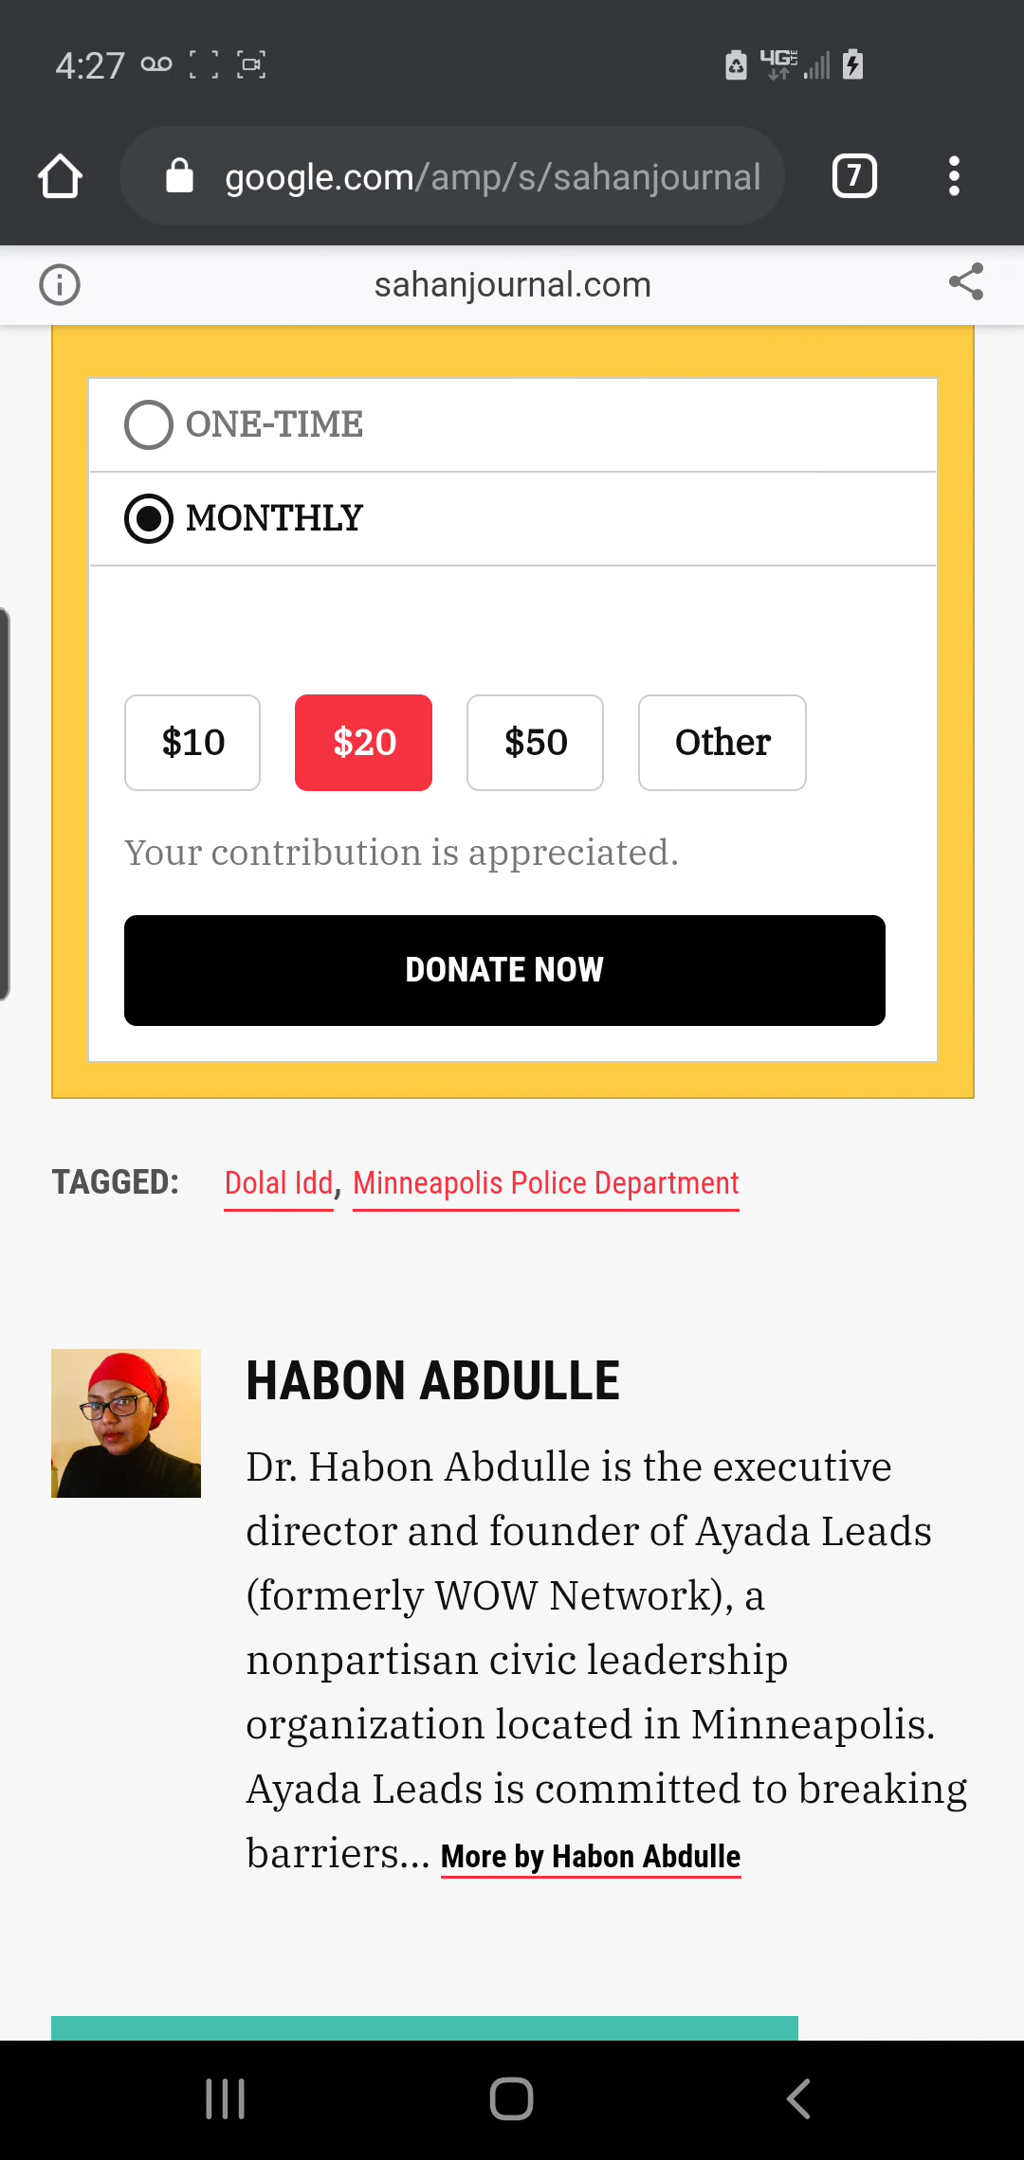 4:27 4G LTE
google.com/amp/s/sahanjournal 7
sahanjournal.com
ONE-TIME
MONTHLY
$10 $20 $50 Other
Your contribution is appreciated.
DONATE NOW
TAGGED: Dolal Idd, Minneapolis Police Department
HABON ABDULLE
Dr. Habon Abdulle is the executive
director and founder of Ayada Leads
(formerly WOW Network), a
nonpartisan civic leadership
organization located in Minneapolis.
Ayada Leads is committed to breaking
barriers... More by Habon Abdulle